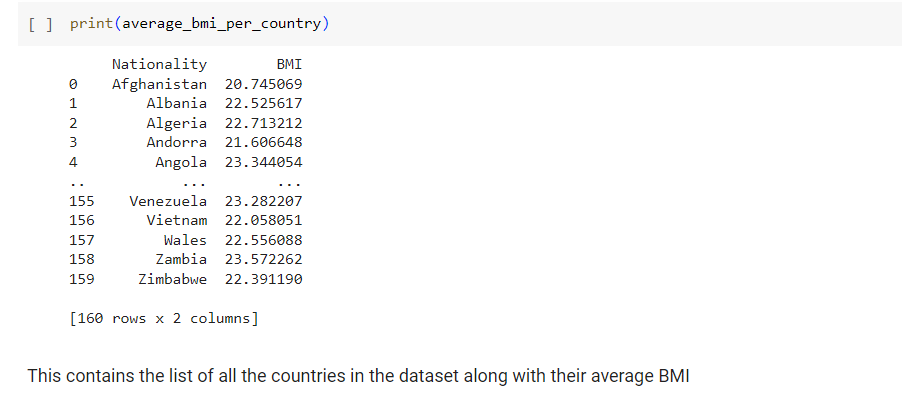 [ ] print(average_bmi_per_country)
Nationality BMI
0 Afghanistan 20.745069
1 Albania 22.525617
2 Algeria 22.713212
3 Andorra 21.606648
4 Angola 23.344054
.. ... ...
155 Venezuela 23.282207
156 Vietnam 22.058051
157 Wales 22.556088
158 Zambia 23.572262
159 Zimbabwe 22.391190
[160 rows x 2 columns]
This contains the list of all the countries in the dataset along with their average BMI